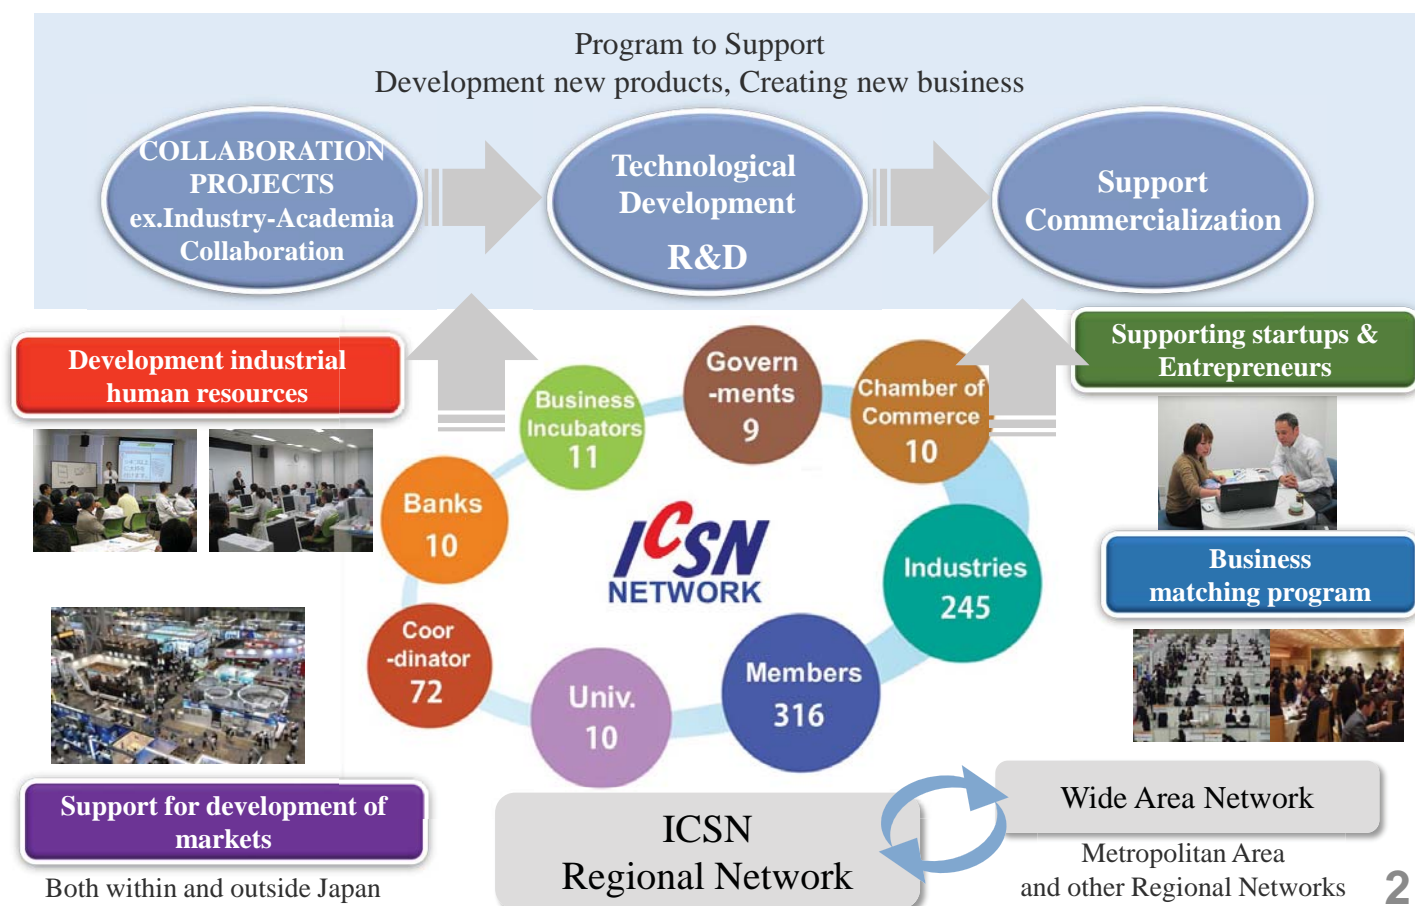 Program to Support
Development new products, Creating new business
COLLABORATION
PROJECTS
ex.Industry-Academia
Collaboration
Technological
Development
R&D
Support
Commercialization
Development industrial
human resources
Supporting startups &
Entrepreneurs
Business
Incubators
11
Govern
-ments
9
Chamber of
Commerce
10
Banks
10
ICSN
NETWORK
Industries
245
Business
matching program
Coor
-dinator
72
Univ.
10
Members
316
Support for development of
markets
Both within and outside Japan
ICSN
Regional Network
Wide Area Network
Metropolitan Area
and other Regional Networks
2